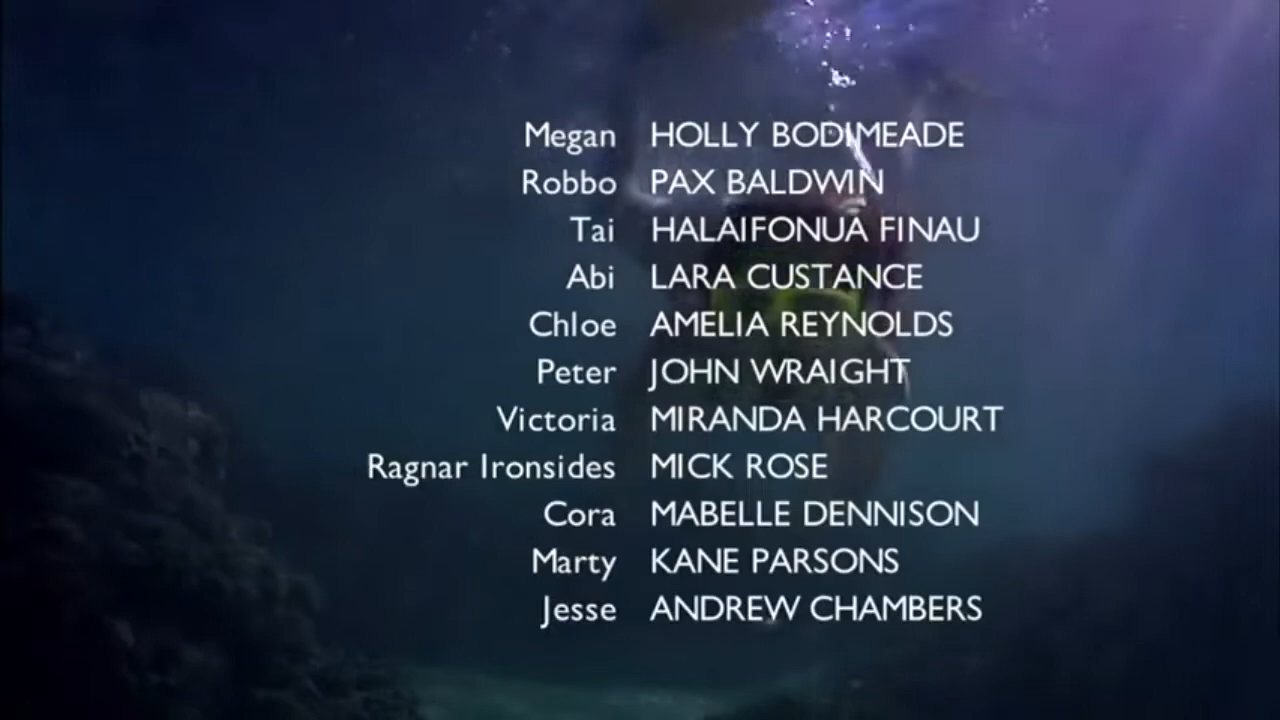 Megan HOLLY BODIMEADE
Robbo PAX BALDWIN
Tai HALAIFONUA FINAU
Abi LARA CUSTANCE
Chloe AMELIA REYNOLDS
Peter JOHN WRAIGHT
Victoria MIRANDA HARCOURT
Ragnar Ironsides MICK ROSE
Cora MABELLE DENNISON
Marty KANE PARSONS
Jesse ANDREW CHAMBERS